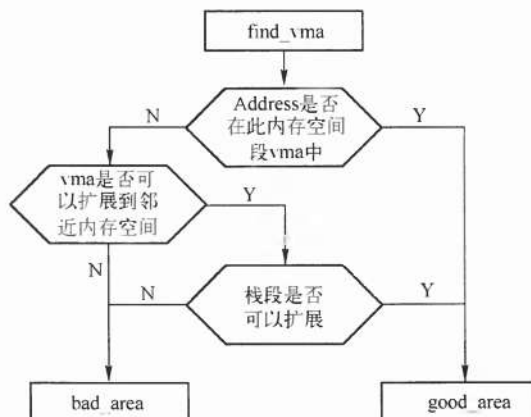 find_vma
Address是否
在此内存空间
段vma中
N
Y
vma是否可
以扩展到邻
近内存空间
Y
N
N
栈段是否
可以扩展
Y
bad_area
good_area